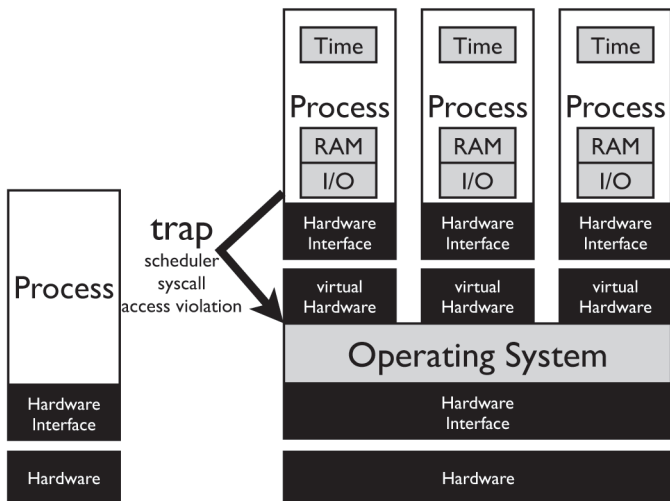 Process
Hardware
Interface
Hardware
trap
scheduler
syscall
access violation
Time
Process
RAM
I/O
Hardware
Interface
virtual
Hardware
Time
Process
RAM
I/O
Hardware
Interface
virtual
Hardware
Time
Process
RAM
I/O
Hardware
Interface
virtual
Hardware
Operating System
Hardware
Interface
Hardware